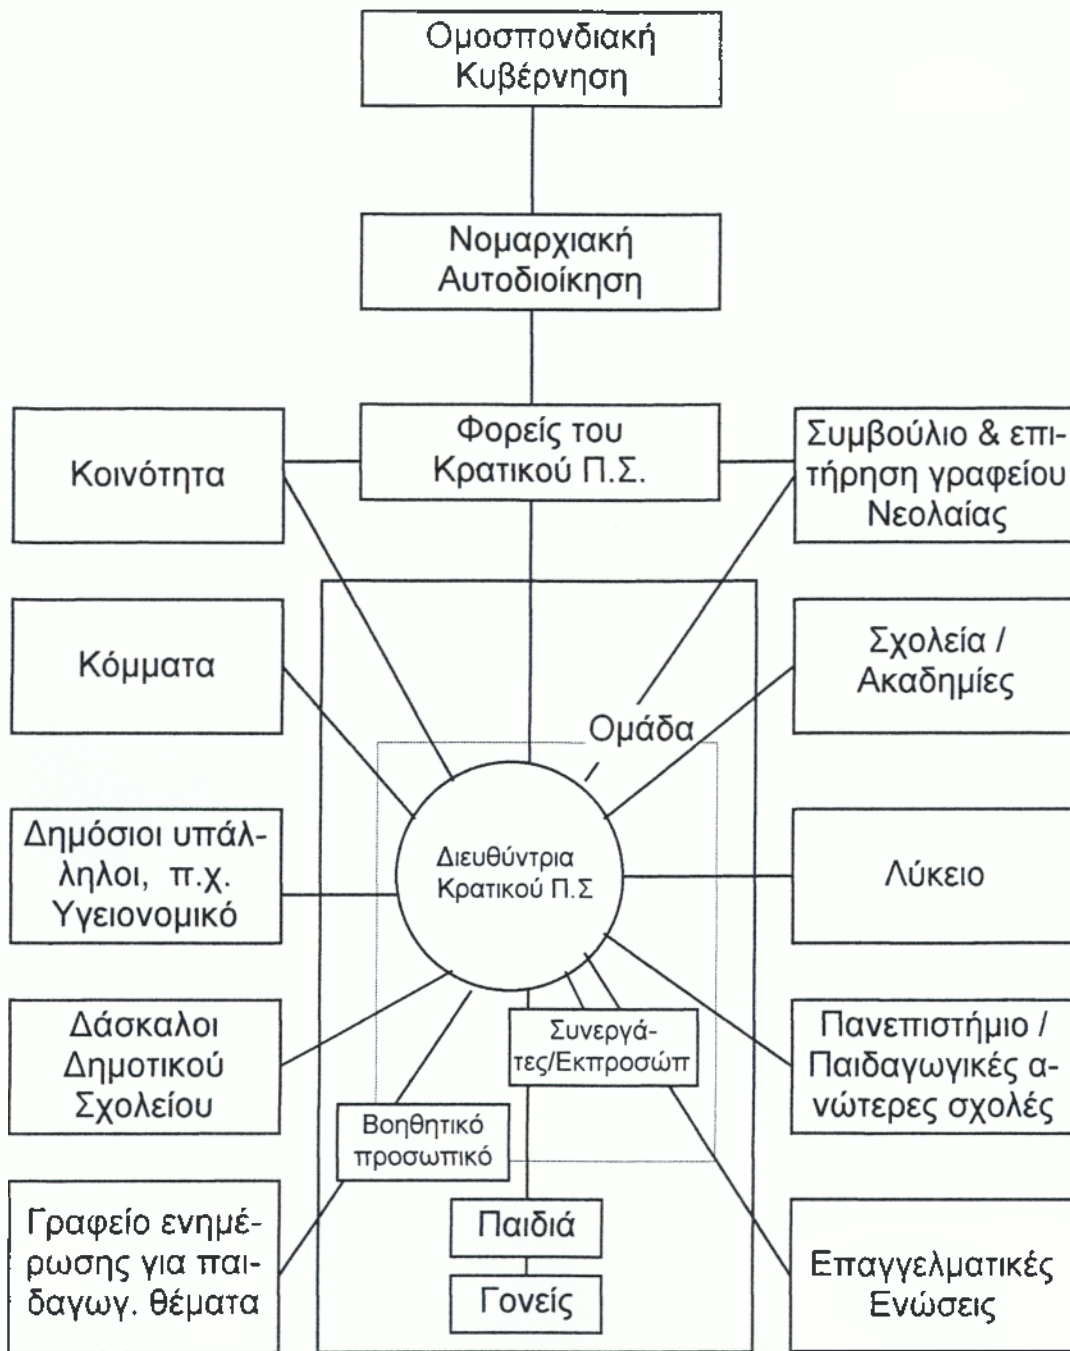 Ομοσπονδιακή
Κυβέρνηση
Νομαρχιακή
Αυτοδιοίκηση
Κοινότητα
Φορείς του
Κρατικού Π.Σ.
Συμβούλιο & επι-
τήρηση γραφείου
Νεολαίας
Κόμματα
Σχολεία /
Ακαδημίες
Ομάδα
Δημόσιοι υπάλ-
ληλοι, π.χ.
Υγειονομικό
Διευθύντρια
Κρατικού Π.Σ
Λύκειο
Δάσκαλοι
Δημοτικού
Σχολείου
Συνεργά-
τες/Εκπροσώπ
Πανεπιστήμιο /
Παιδαγωγικές α-
νώτερες σχολές
Βοηθητικό
προσωπικό
Γραφείο ενημέ-
ρωσης για παι-
δαγωγ. θέματα
Παιδιά
Γονείς
Επαγγελματικές
Ενώσεις